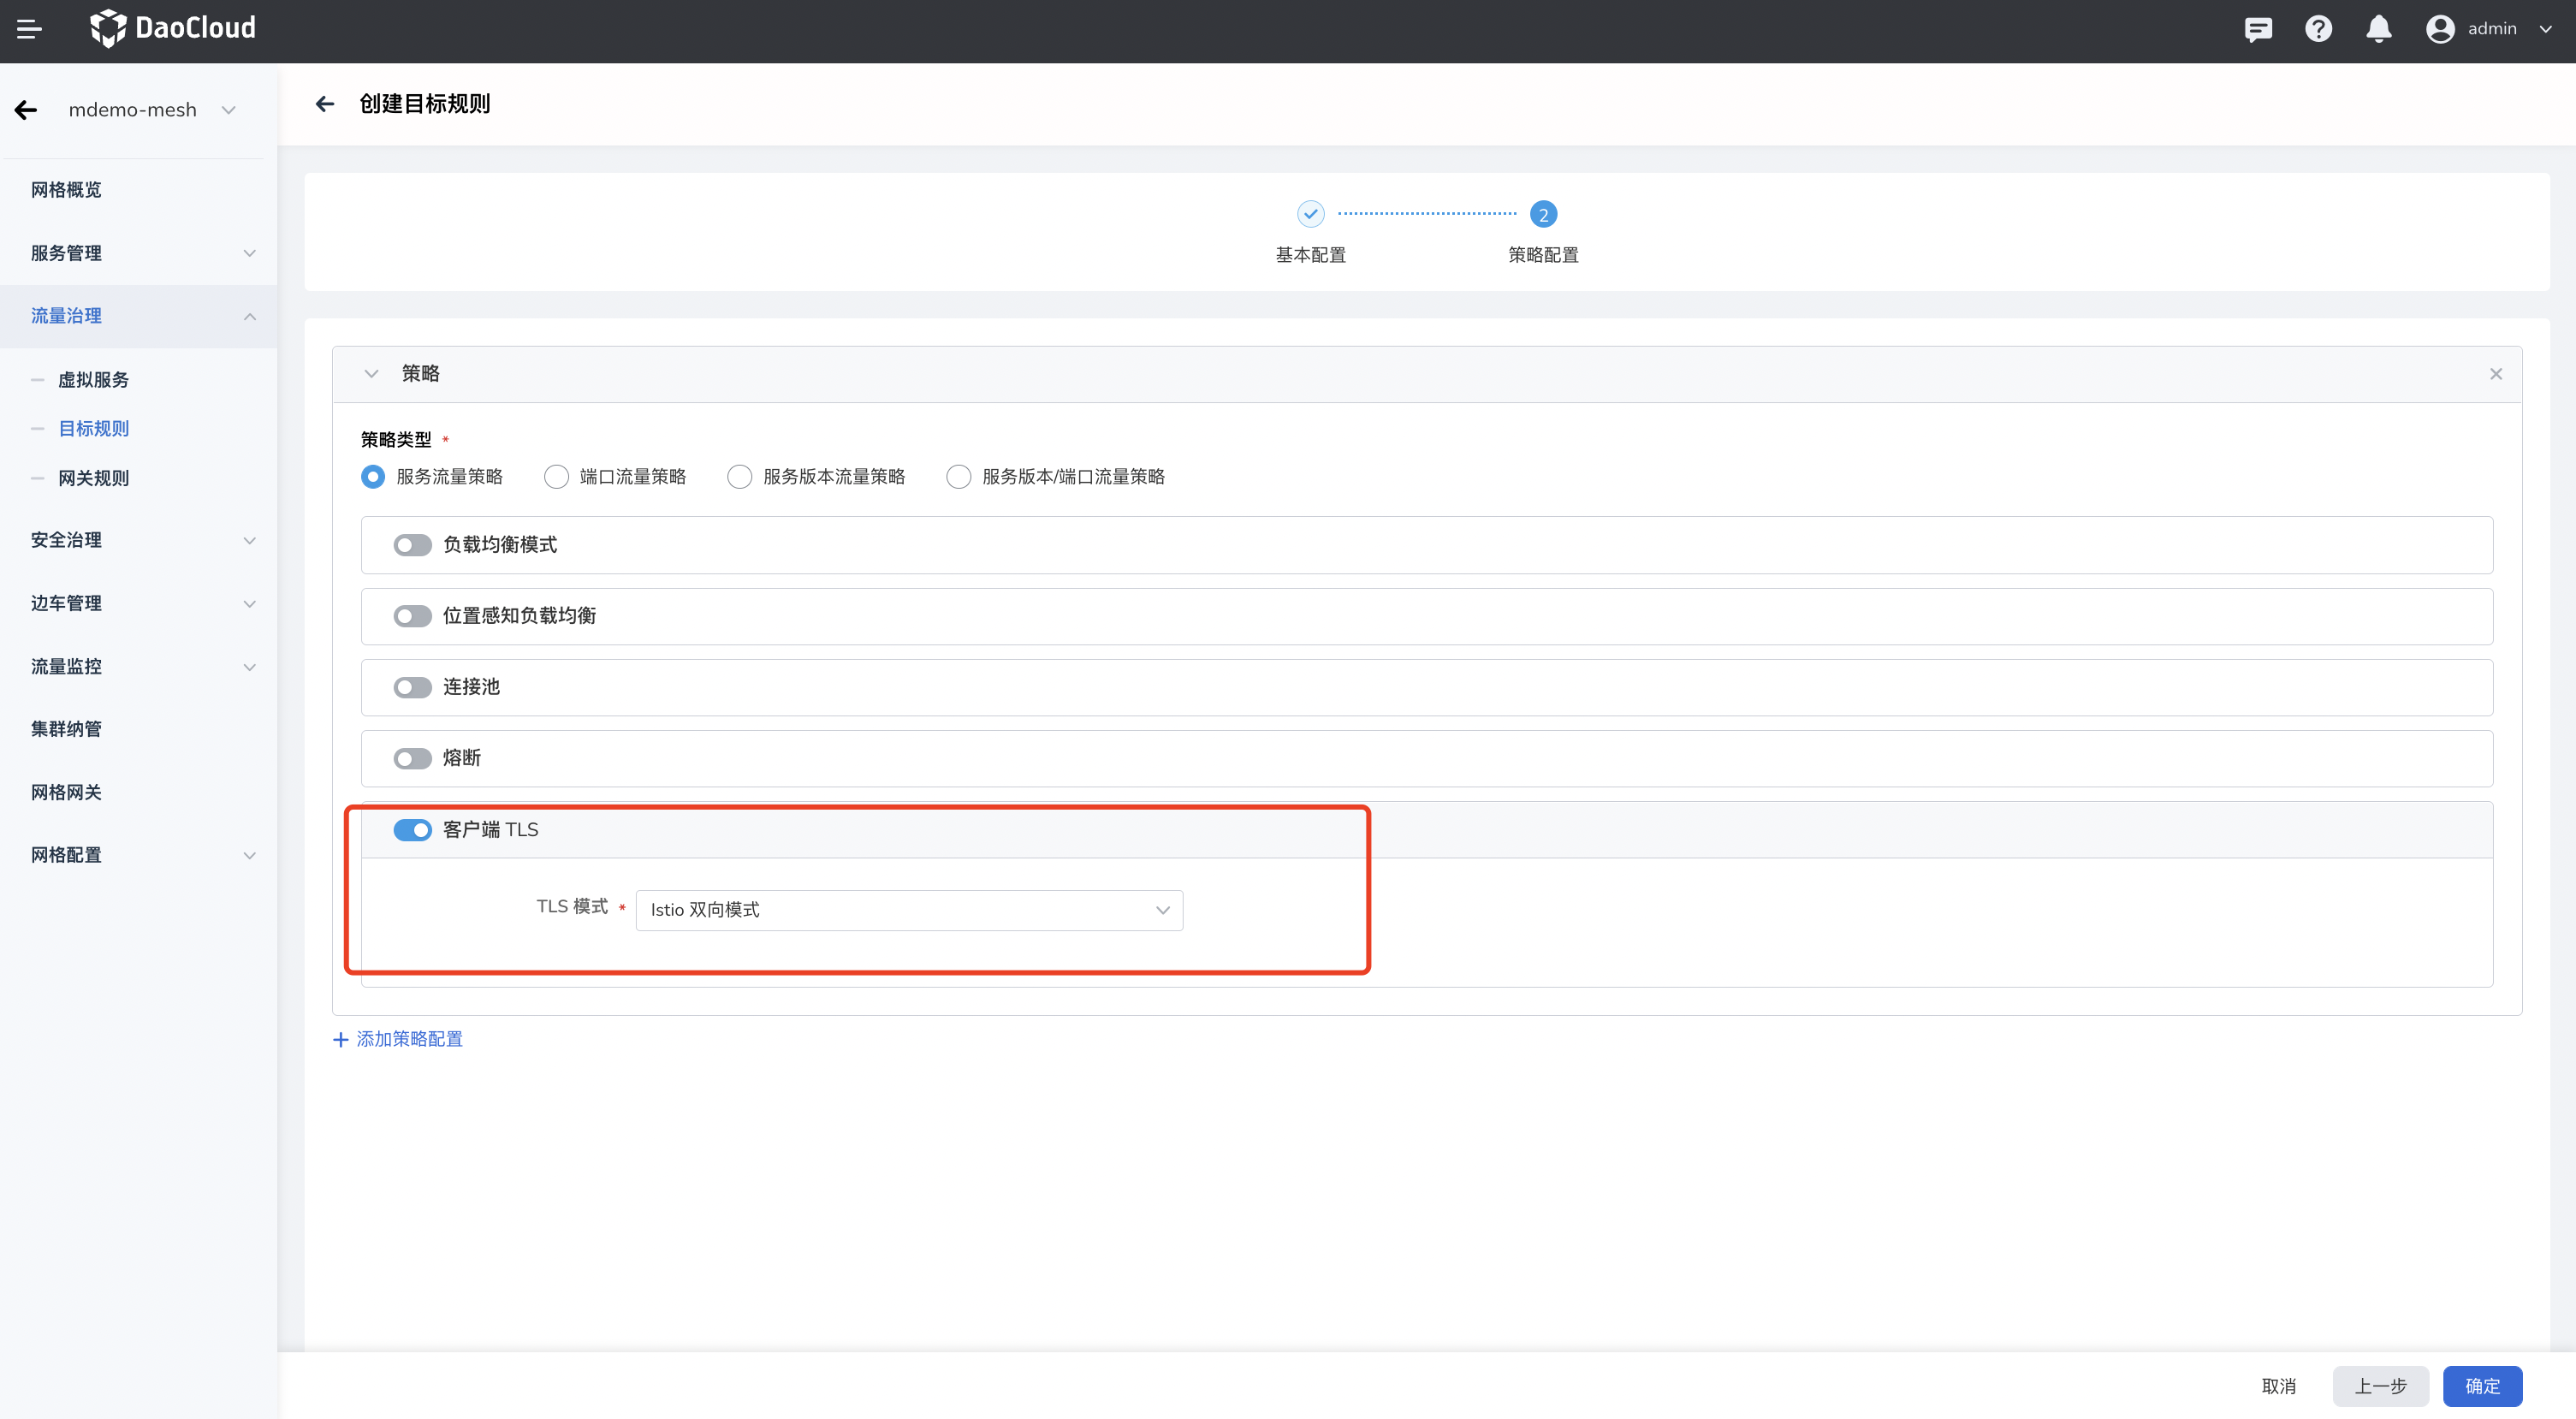 DaoCloud
admin
mdemo-mesh
网格概览
服务管理
流量治理
虚拟服务
目标规则
网关规则
安全治理
边车管理
流量监控
集群纳管
网格网关
网格配置
创建目标规则
2
基本配置
策略配置
策略
策略类型 *
服务流量策略 端口流量策略 服务版本流量策略 服务版本/端口流量策略
负载均衡模式
位置感知负载均衡
连接池
熔断
客户端 TLS
TLS 模式 * Istio 双向模式
+ 添加策略配置
取消 上一步 确定